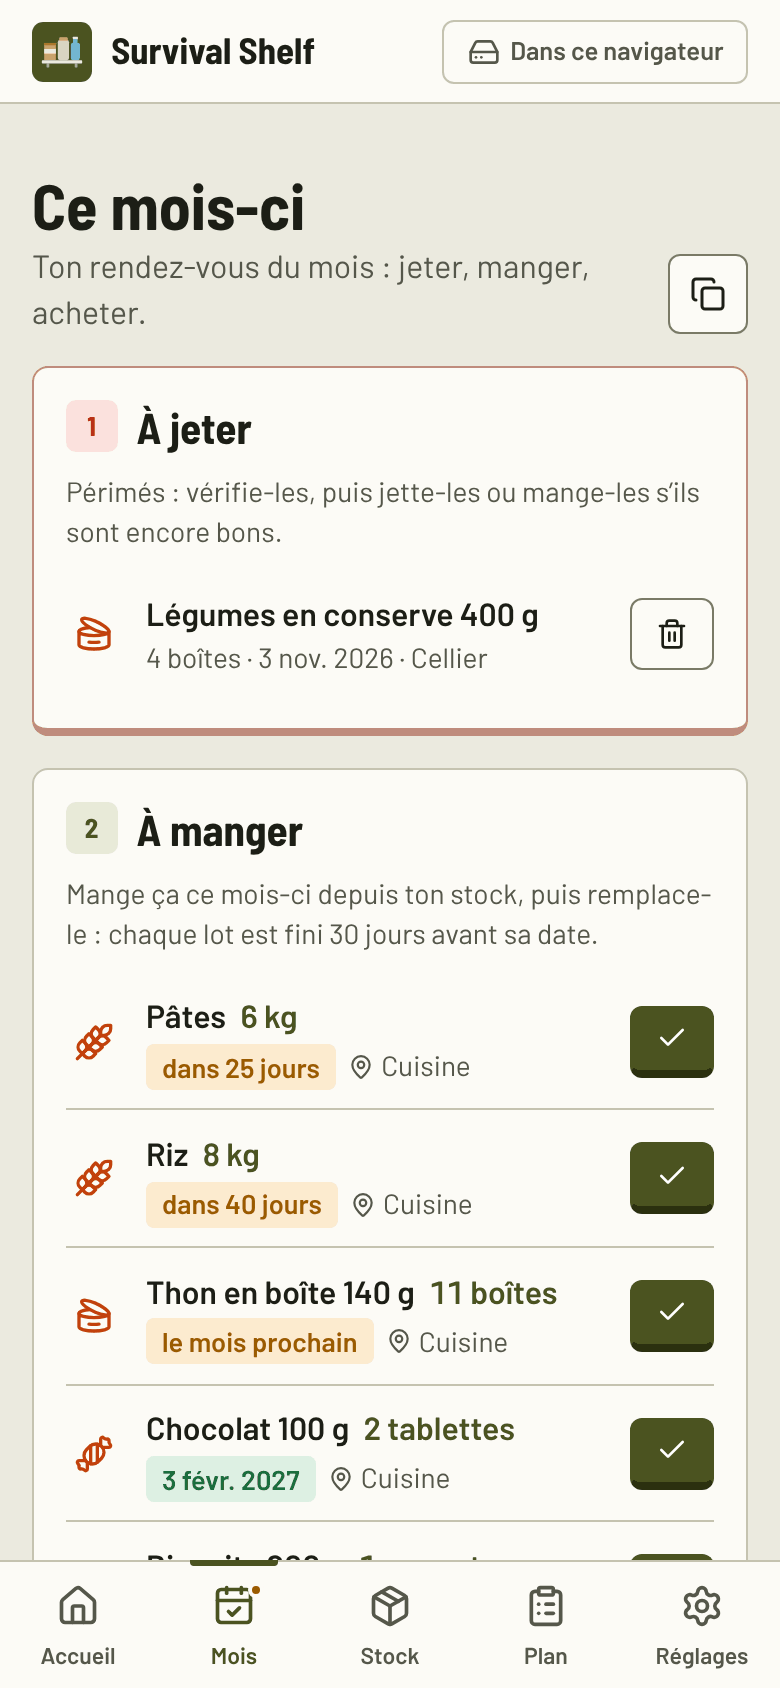 Survival Shelf
Dans ce navigateur
Ce mois-ci
Ton rendez-vous du mois : jeter, manger,
acheter.
1
À jeter
Périmés : vérifie-les, puis jette-les ou mange-les s’ils
sont encore bons.
Légumes en conserve 400 g
4 boîtes · 3 nov. 2026 · Cellier
2
À manger
Mange ça ce mois-ci depuis ton stock, puis remplace-
le : chaque lot est fini 30 jours avant sa date.
Pâtes 6 kg
dans 25 jours Cuisine
Riz 8 kg
dans 40 jours Cuisine
Thon en boîte 140 g 11 boîtes
le mois prochain Cuisine
Chocolat 100 g 2 tablettes
3 févr. 2027 Cuisine
Accueil
Mois
Stock
Plan
Réglages